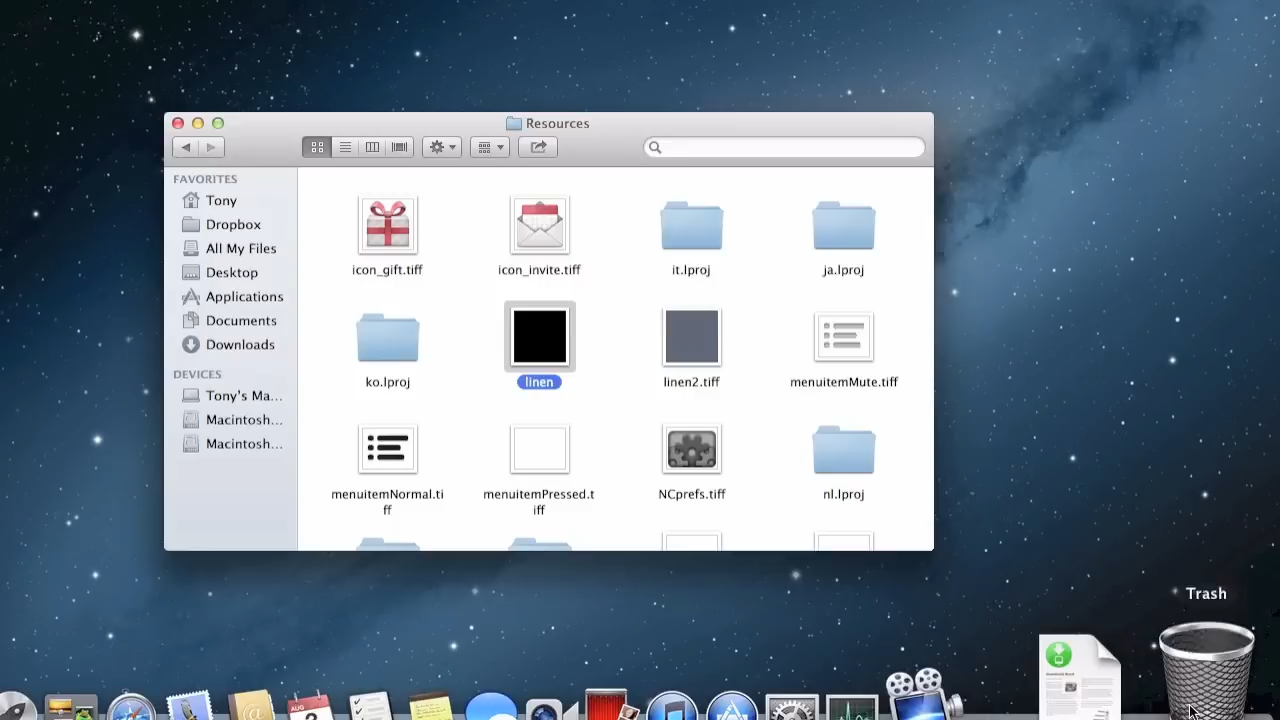 Resources
FAVORITES
Tony
Dropbox
All My Files
Desktop
Applications
Documents
Downloads
DEVICES
Tony's Ma...
Macintosh...
Macintosh...
icon_gift.tiff
icon_invite.tiff
it.lproj
ja.lproj
ko.lproj
linen
linen2.tiff
menuitemMute.tiff
menuitemNormal.ti
ff
menuitemPressed.t
iff
NCprefs.tiff
nl.lproj
Trash
AUG